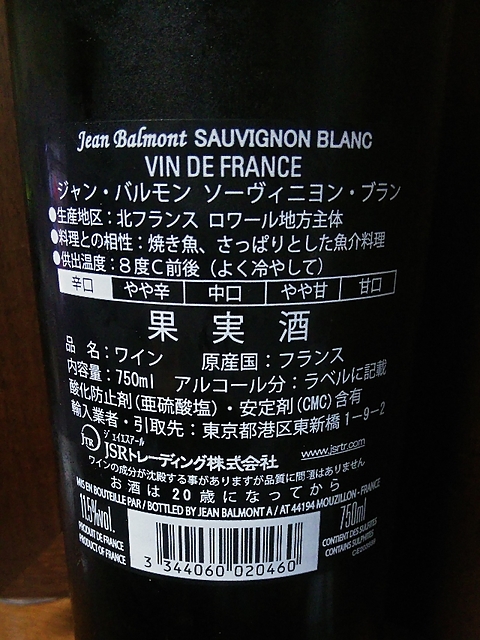 Jean Balmont SAUVIGNON BLANC
VIN DE FRANCE
ジャン・バルモン ソーヴィニヨン・ブラン
●生産地区：北フランス ロワール地方主体
●料理との相性：焼き魚、さっぱりとした魚介料理
●供出温度：８度C前後（よく冷やして）
辛口 やや辛 中口 やや甘 甘口
果実酒
品 名：ワイン 原産国：フランス
内容量：750ml アルコール分：ラベルに記載
酸化防止剤(亜硫酸塩)・安定剤(CMC)含有
輸入業者・引取先：東京都港区東新橋1-9-2
JTR ジェイエスアール JSRトレーディング株式会社 www.jsrtr.com
ワインの成分が沈殿する事がありますが品質に問題はありません
お酒は20歳になってから
MIS EN BOUTEILLE PAR / BOTTLED BY JEAN BALMONT A / AT 44194 MOUZILLON - FRANCE
11.5%vol. 750ml
PRODUIT DE FRANCE CONTIENT DES SULFITES
PRODUCT OF FRANCE CONTAINS SULPHITES
3 344060 020460